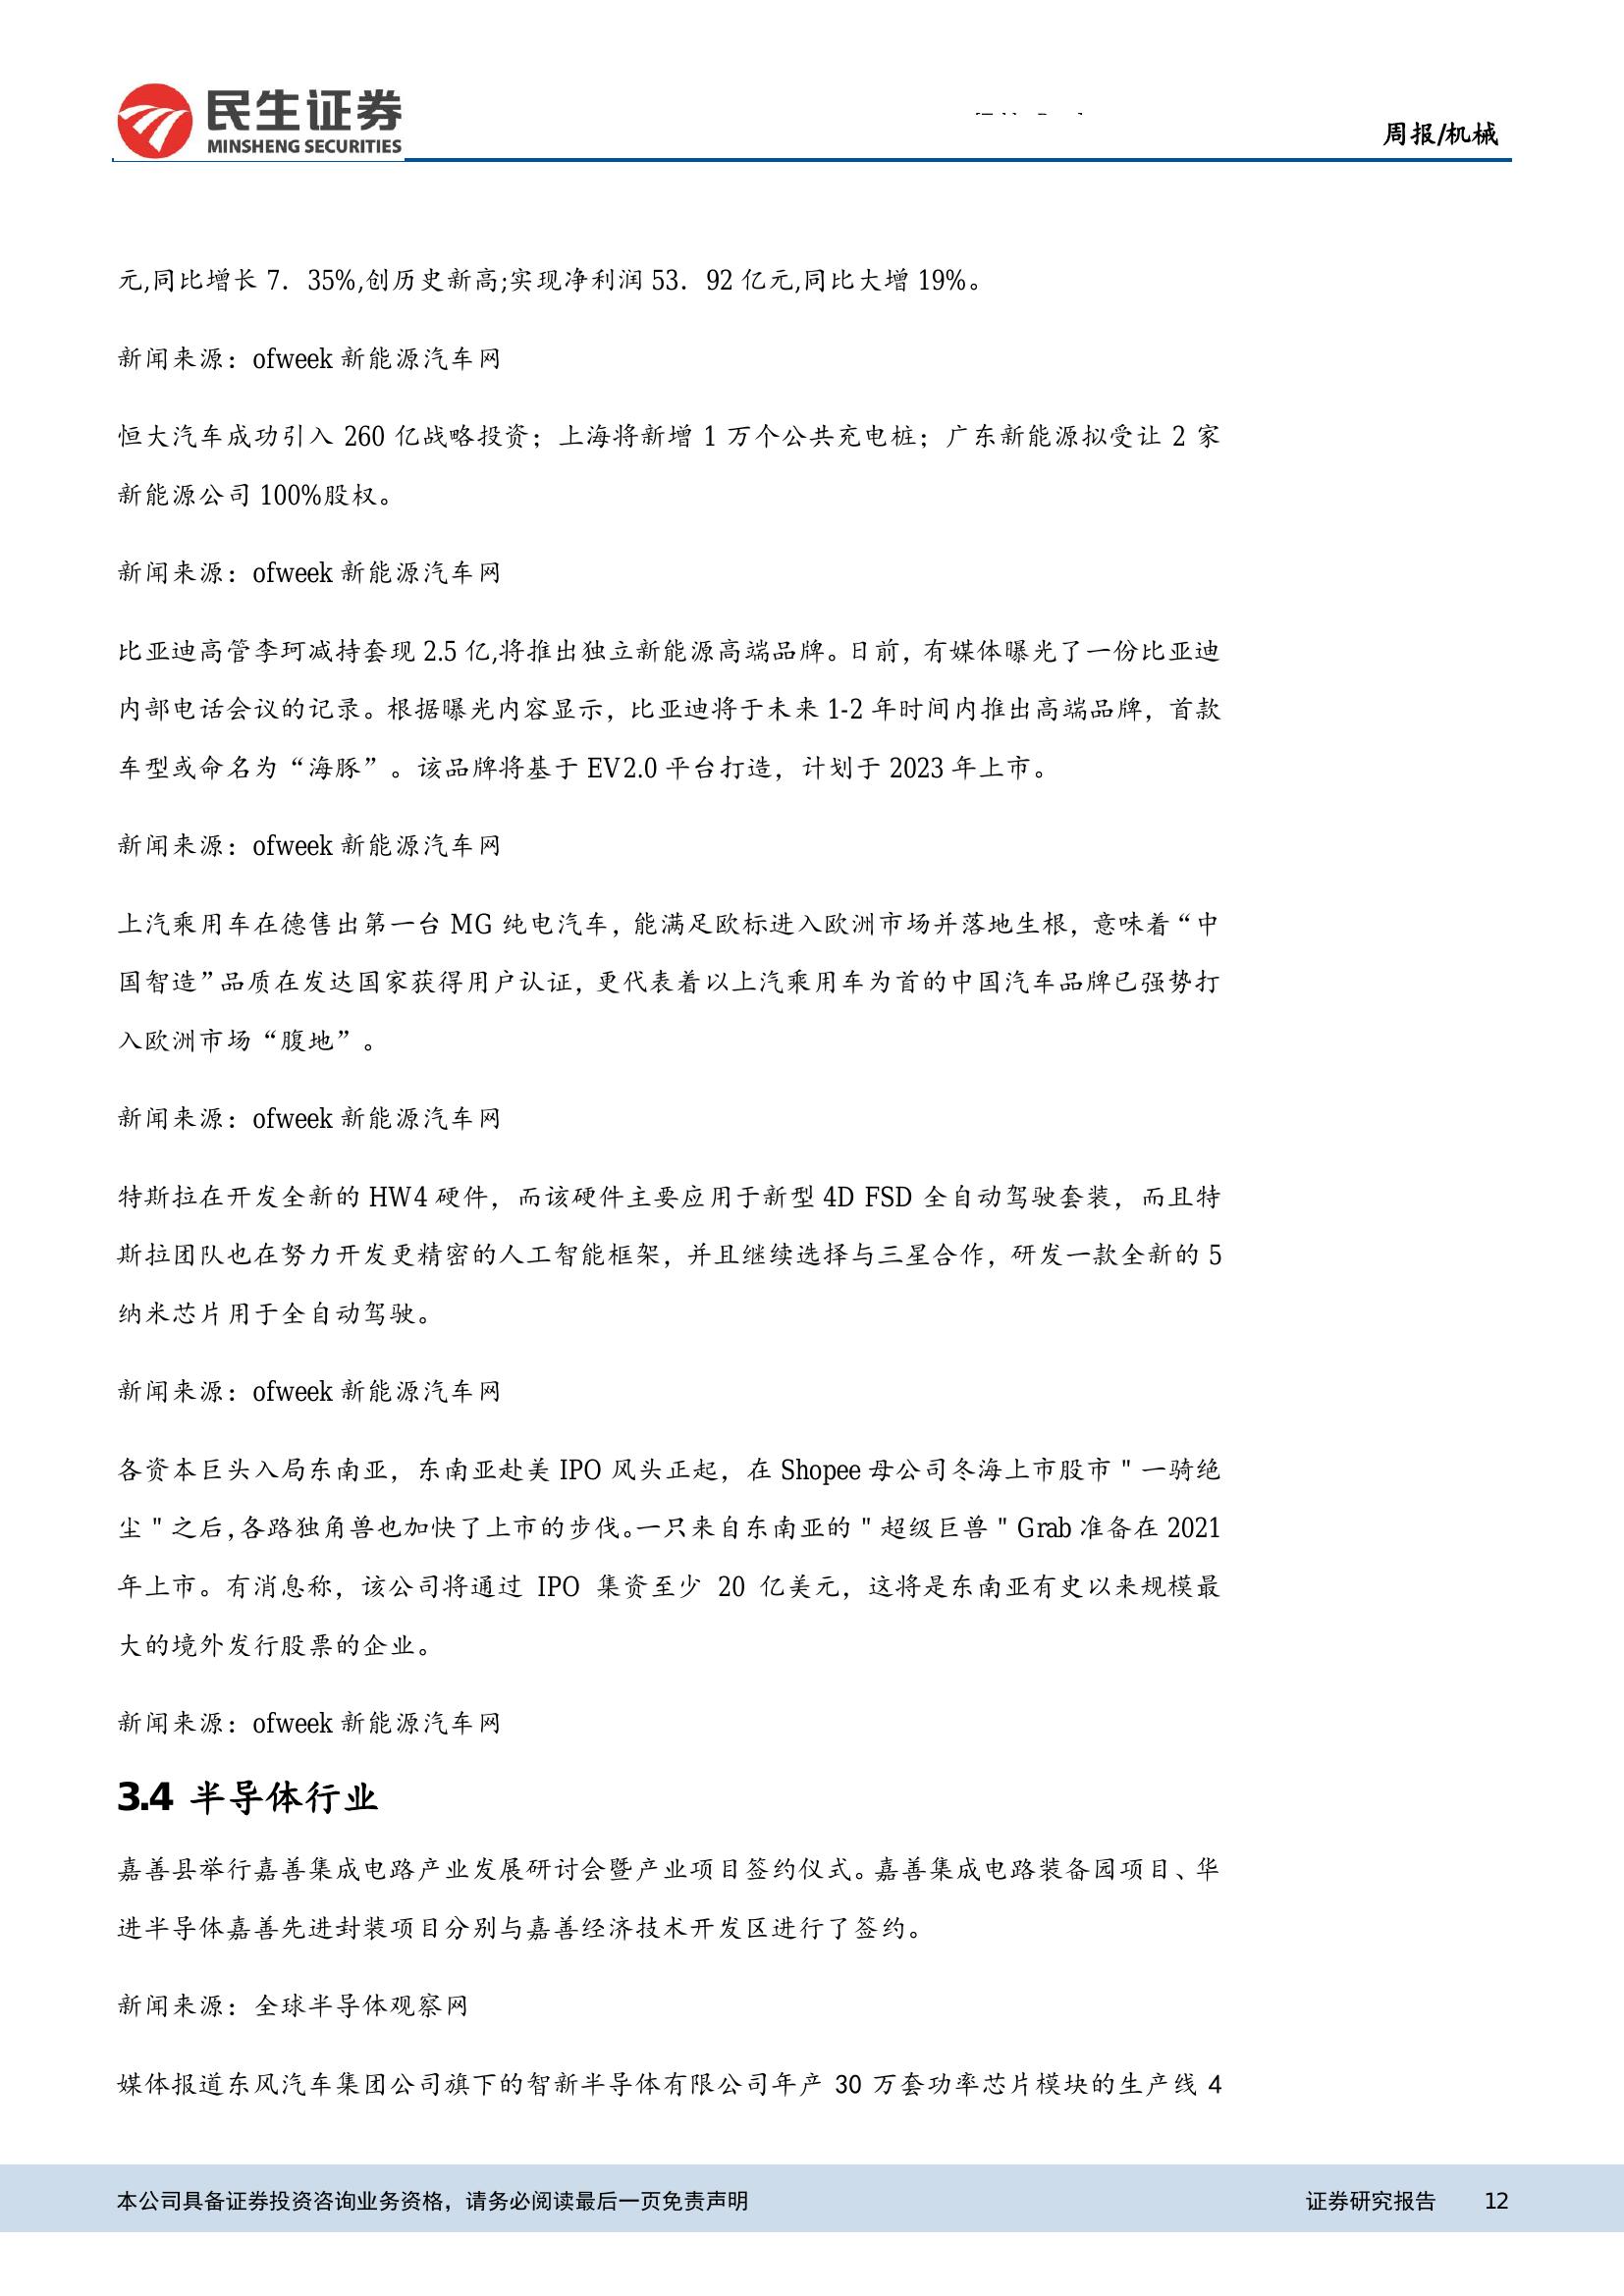 民生证券
MINSHENG SECURITIES
周报/机械
元,同比增长 7．35%,创历史新高;实现净利润 53．92 亿元,同比大增 19%。
新闻来源：ofweek 新能源汽车网
恒大汽车成功引入 260 亿战略投资；上海将新增 1 万个公共充电桩；广东新能源拟受让 2 家
新能源公司 100%股权。
新闻来源：ofweek 新能源汽车网
比亚迪高管李珂减持套现 2.5 亿,将推出独立新能源高端品牌。日前，有媒体曝光了一份比亚迪
内部电话会议的记录。根据曝光内容显示，比亚迪将于未来 1-2 年时间内推出高端品牌，首款
车型或命名为“海豚”。该品牌将基于 EV2.0 平台打造，计划于 2023 年上市。
新闻来源：ofweek 新能源汽车网
上汽乘用车在德售出第一台 MG 纯电汽车，能满足欧标进入欧洲市场并落地生根，意味着“中
国智造”品质在发达国家获得用户认证，更代表着以上汽乘用车为首的中国汽车品牌已强势打
入欧洲市场“腹地”。
新闻来源：ofweek 新能源汽车网
特斯拉在开发全新的 HW4 硬件，而该硬件主要应用于新型 4D FSD 全自动驾驶套装，而且特
斯拉团队也在努力开发更精密的人工智能框架，并且继续选择与三星合作，研发一款全新的 5
纳米芯片用于全自动驾驶。
新闻来源：ofweek 新能源汽车网
各资本巨头入局东南亚，东南亚赴美 IPO 风头正起，在 Shopee 母公司冬海上市股市＂一骑绝
尘＂之后，各路独角兽也加快了上市的步伐。一只来自东南亚的＂超级巨兽＂Grab 准备在 2021
年上市。有消息称，该公司将通过 IPO 集资至少 20 亿美元，这将是东南亚有史以来规模最
大的境外发行股票的企业。
新闻来源：ofweek 新能源汽车网
3.4 半导体行业
嘉善县举行嘉善集成电路产业发展研讨会暨产业项目签约仪式。嘉善集成电路装备园项目、华
进半导体嘉善先进封装项目分别与嘉善经济技术开发区进行了签约。
新闻来源：全球半导体观察网
媒体报道东风汽车集团公司旗下的智新半导体有限公司年产 30 万套功率芯片模块的生产线 4
本公司具备证券投资咨询业务资格，请务必阅读最后一页免责声明
证券研究报告 12